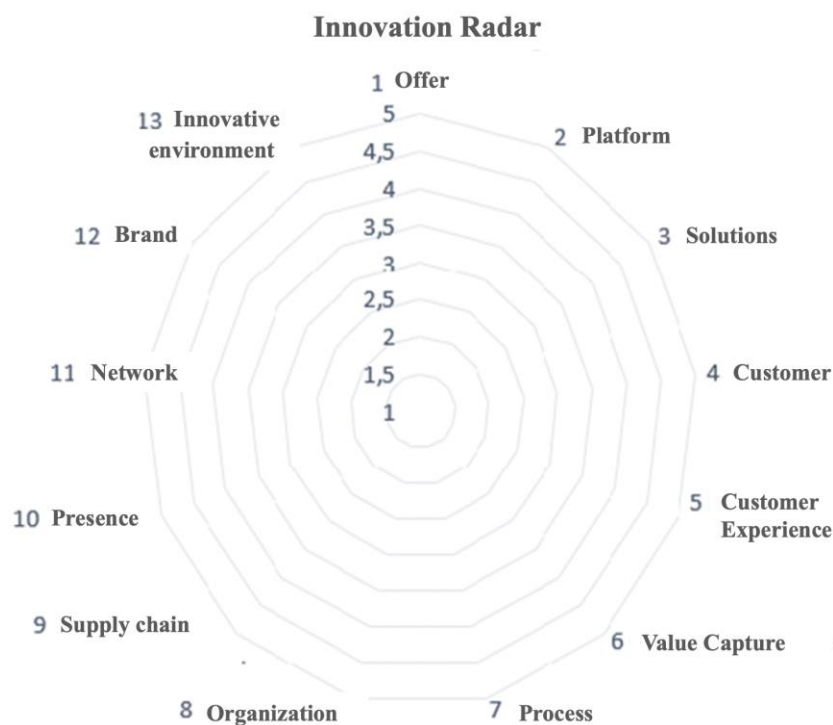 Innovation Radar
1 Offer
13 Innovative
environment
2 Platform
12 Brand
3 Solutions
11 Network
4 Customer
10 Presence
5 Customer
Experience
9 Supply chain
6 Value Capture
8 Organization
7 Process
5
4,5
4
3,5
3
2,5
2
1,5
1